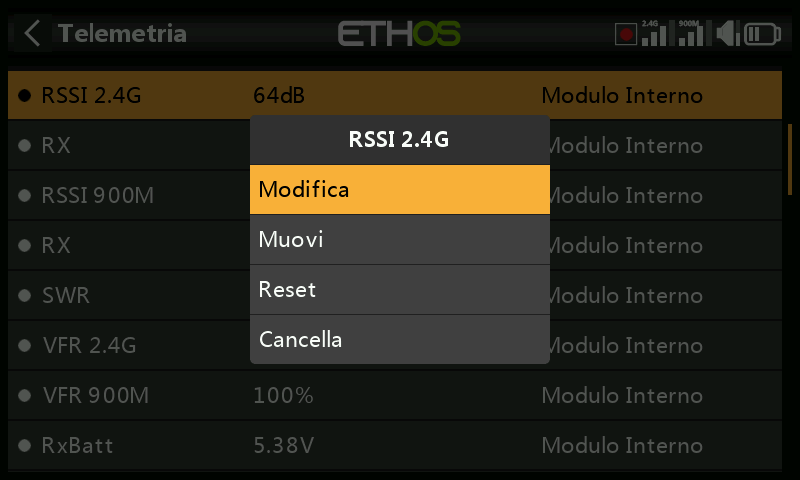 Telemetria ETHOS 2.4G 900M
RSSI 2.4G 64dB Modulo Interno
RX Modulo Interno
RSSI 900M Modulo Interno
RX Modulo Interno
SWR Modulo Interno
VFR 2.4G Modulo Interno
VFR 900M 100% Modulo Interno
RxBatt 5.38V Modulo Interno
RSSI 2.4G
Modifica
Muovi
Reset
Cancella